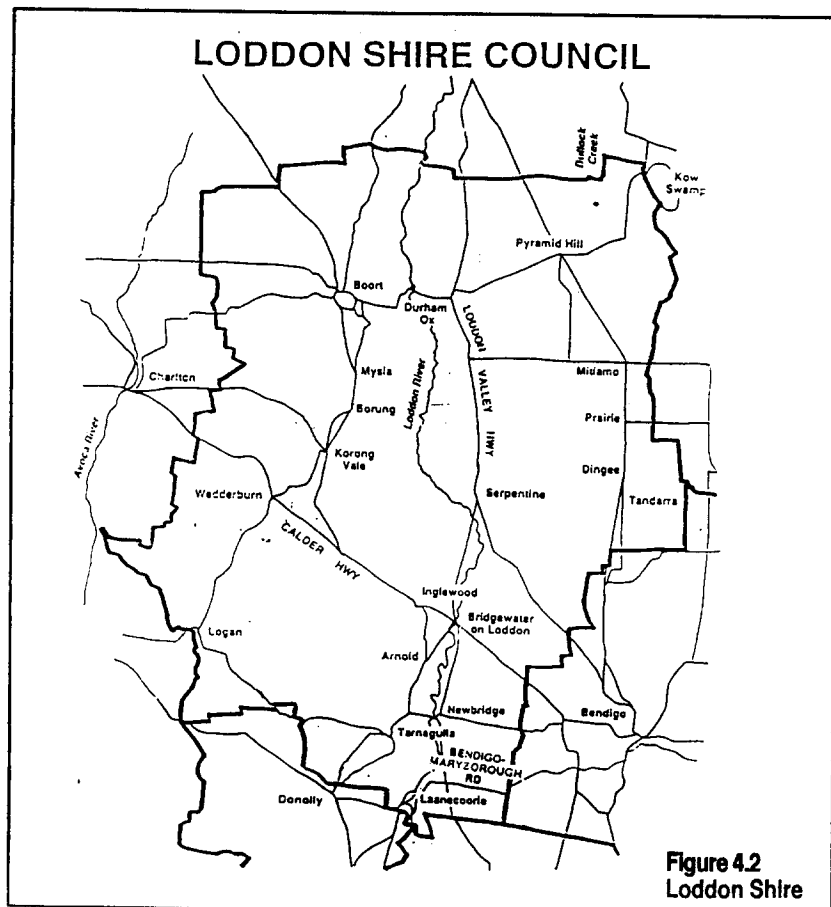 LODDON SHIRE COUNCIL
Bullock
Creek
Kow
Swamp
Pyramid Hill
Boort
Durham
Ox
LODDON
VALLEY
HWY
Loddon River
Mysia
Mitiamo
Charlton
Borung
Prairie
Avoca River
Korong
Vale
Dingee
Wedderburn
Serpentine
Tandarra
CALDER
HWY
Inglewood
Bridgewater
on Loddon
Logan
Arnold
Newbridge
Bendigo
Tarnagulla
BENDIGO-
MARYBOROUGH
RD
Dunolly
Laanecoorie
Figure 4.2
Loddon Shire